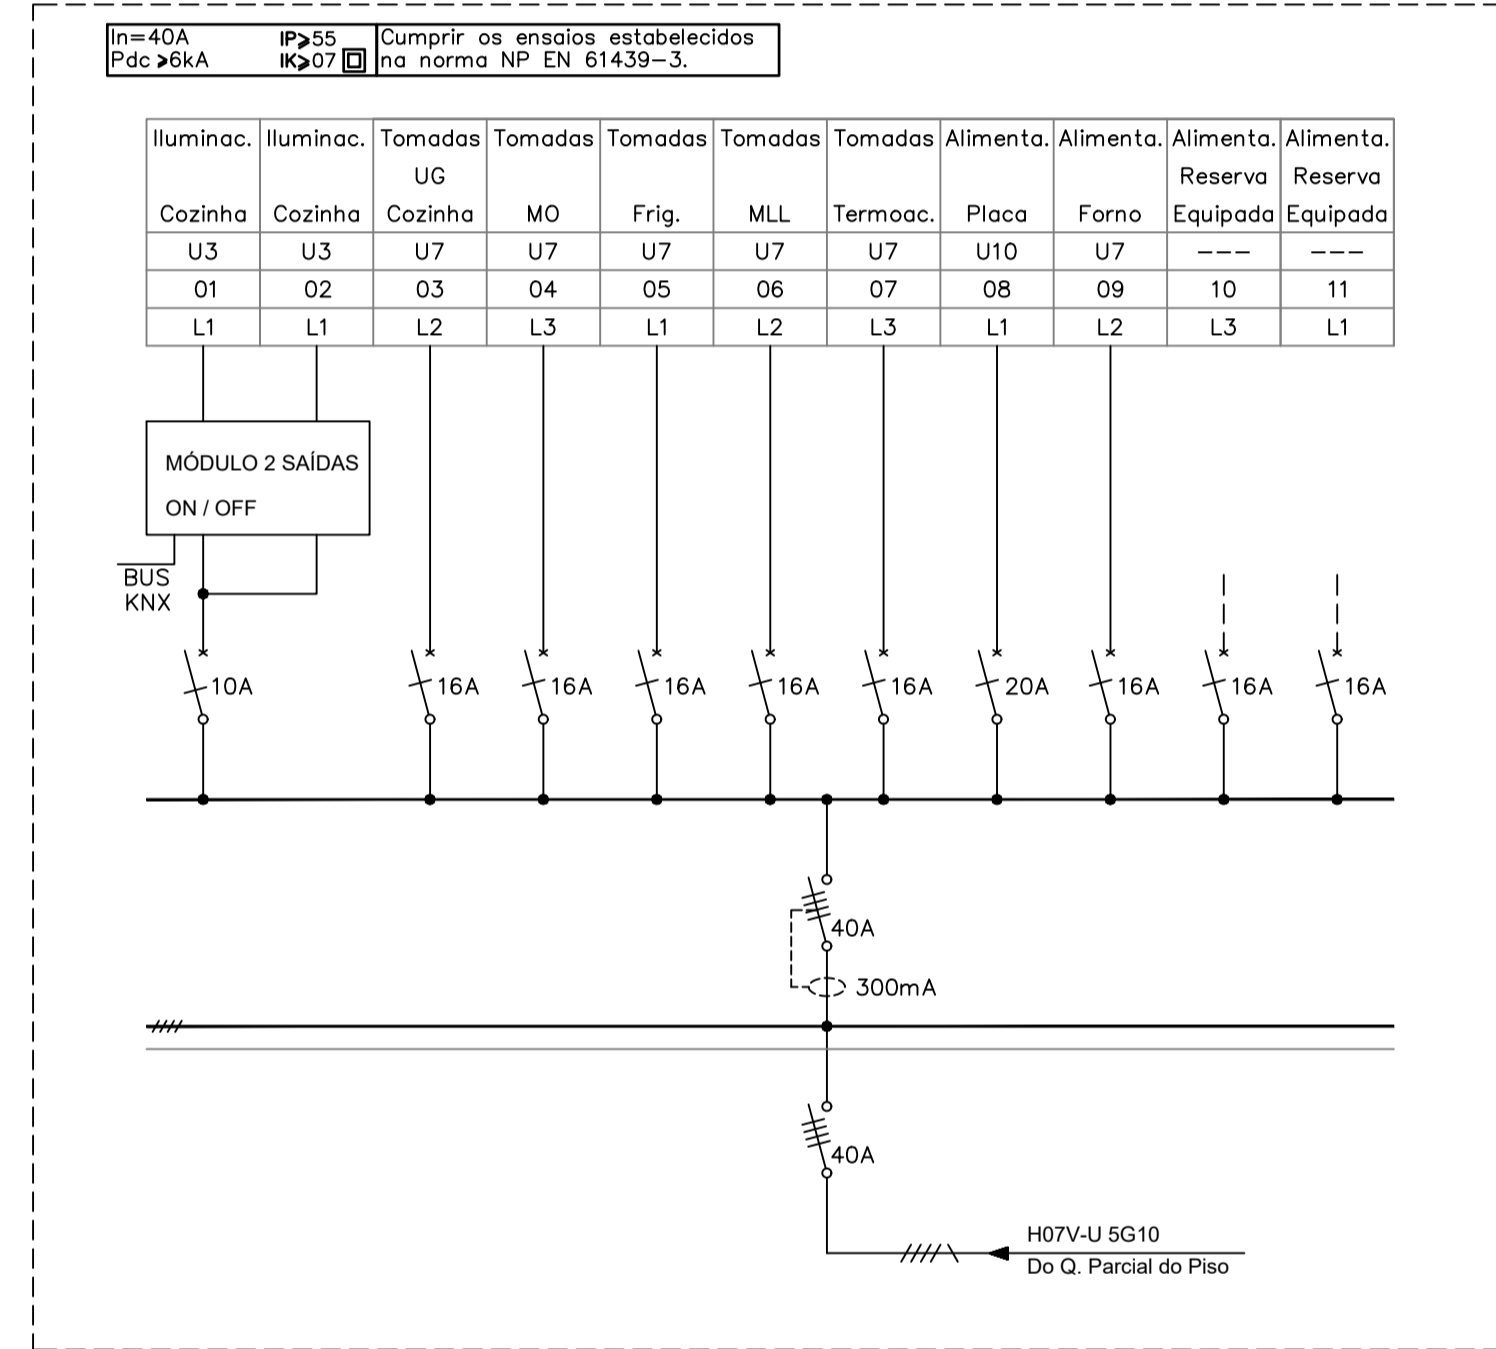 In=40A IP⩾55 Cumprir os ensaios estabelecidos
Pdc ⩾6kA IK⩾07 na norma NP EN 61439-3.
Iluminac. Iluminac. Tomadas Tomadas Tomadas Tomadas Tomadas Alimenta. Alimenta. Alimenta. Alimenta.
UG Reserva Reserva
Cozinha Cozinha Cozinha MO Frig. MLL Termoac. Placa Forno Equipada Equipada
U3 U3 U7 U7 U7 U7 U7 U10 U7 --- ---
01 02 03 04 05 06 07 08 09 10 11
L1 L1 L2 L3 L1 L2 L3 L1 L2 L3 L1
MÓDULO 2 SAÍDAS
ON / OFF
BUS
KNX
10A 16A 16A 16A 16A 16A 20A 16A 16A 16A
40A
300mA
40A
H07V-U 5G10
Do Q. Parcial do Piso